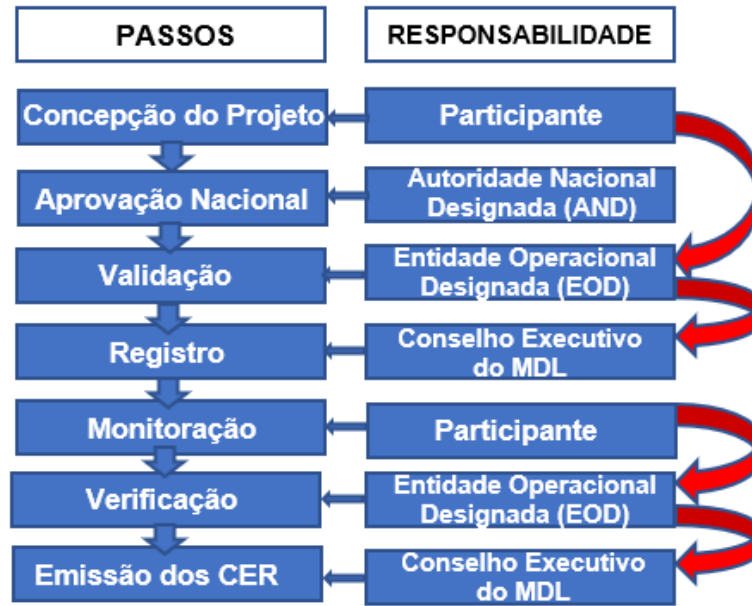 PASSOS
RESPONSABILIDADE
Concepção do Projeto
Participante
Aprovação Nacional
Autoridade Nacional
Designada (AND)
Validação
Entidade Operacional
Designada (EOD)
Registro
Conselho Executivo
do MDL
Monitoração
Participante
Verificação
Entidade Operacional
Designada (EOD)
Emissão dos CER
Conselho Executivo
do MDL